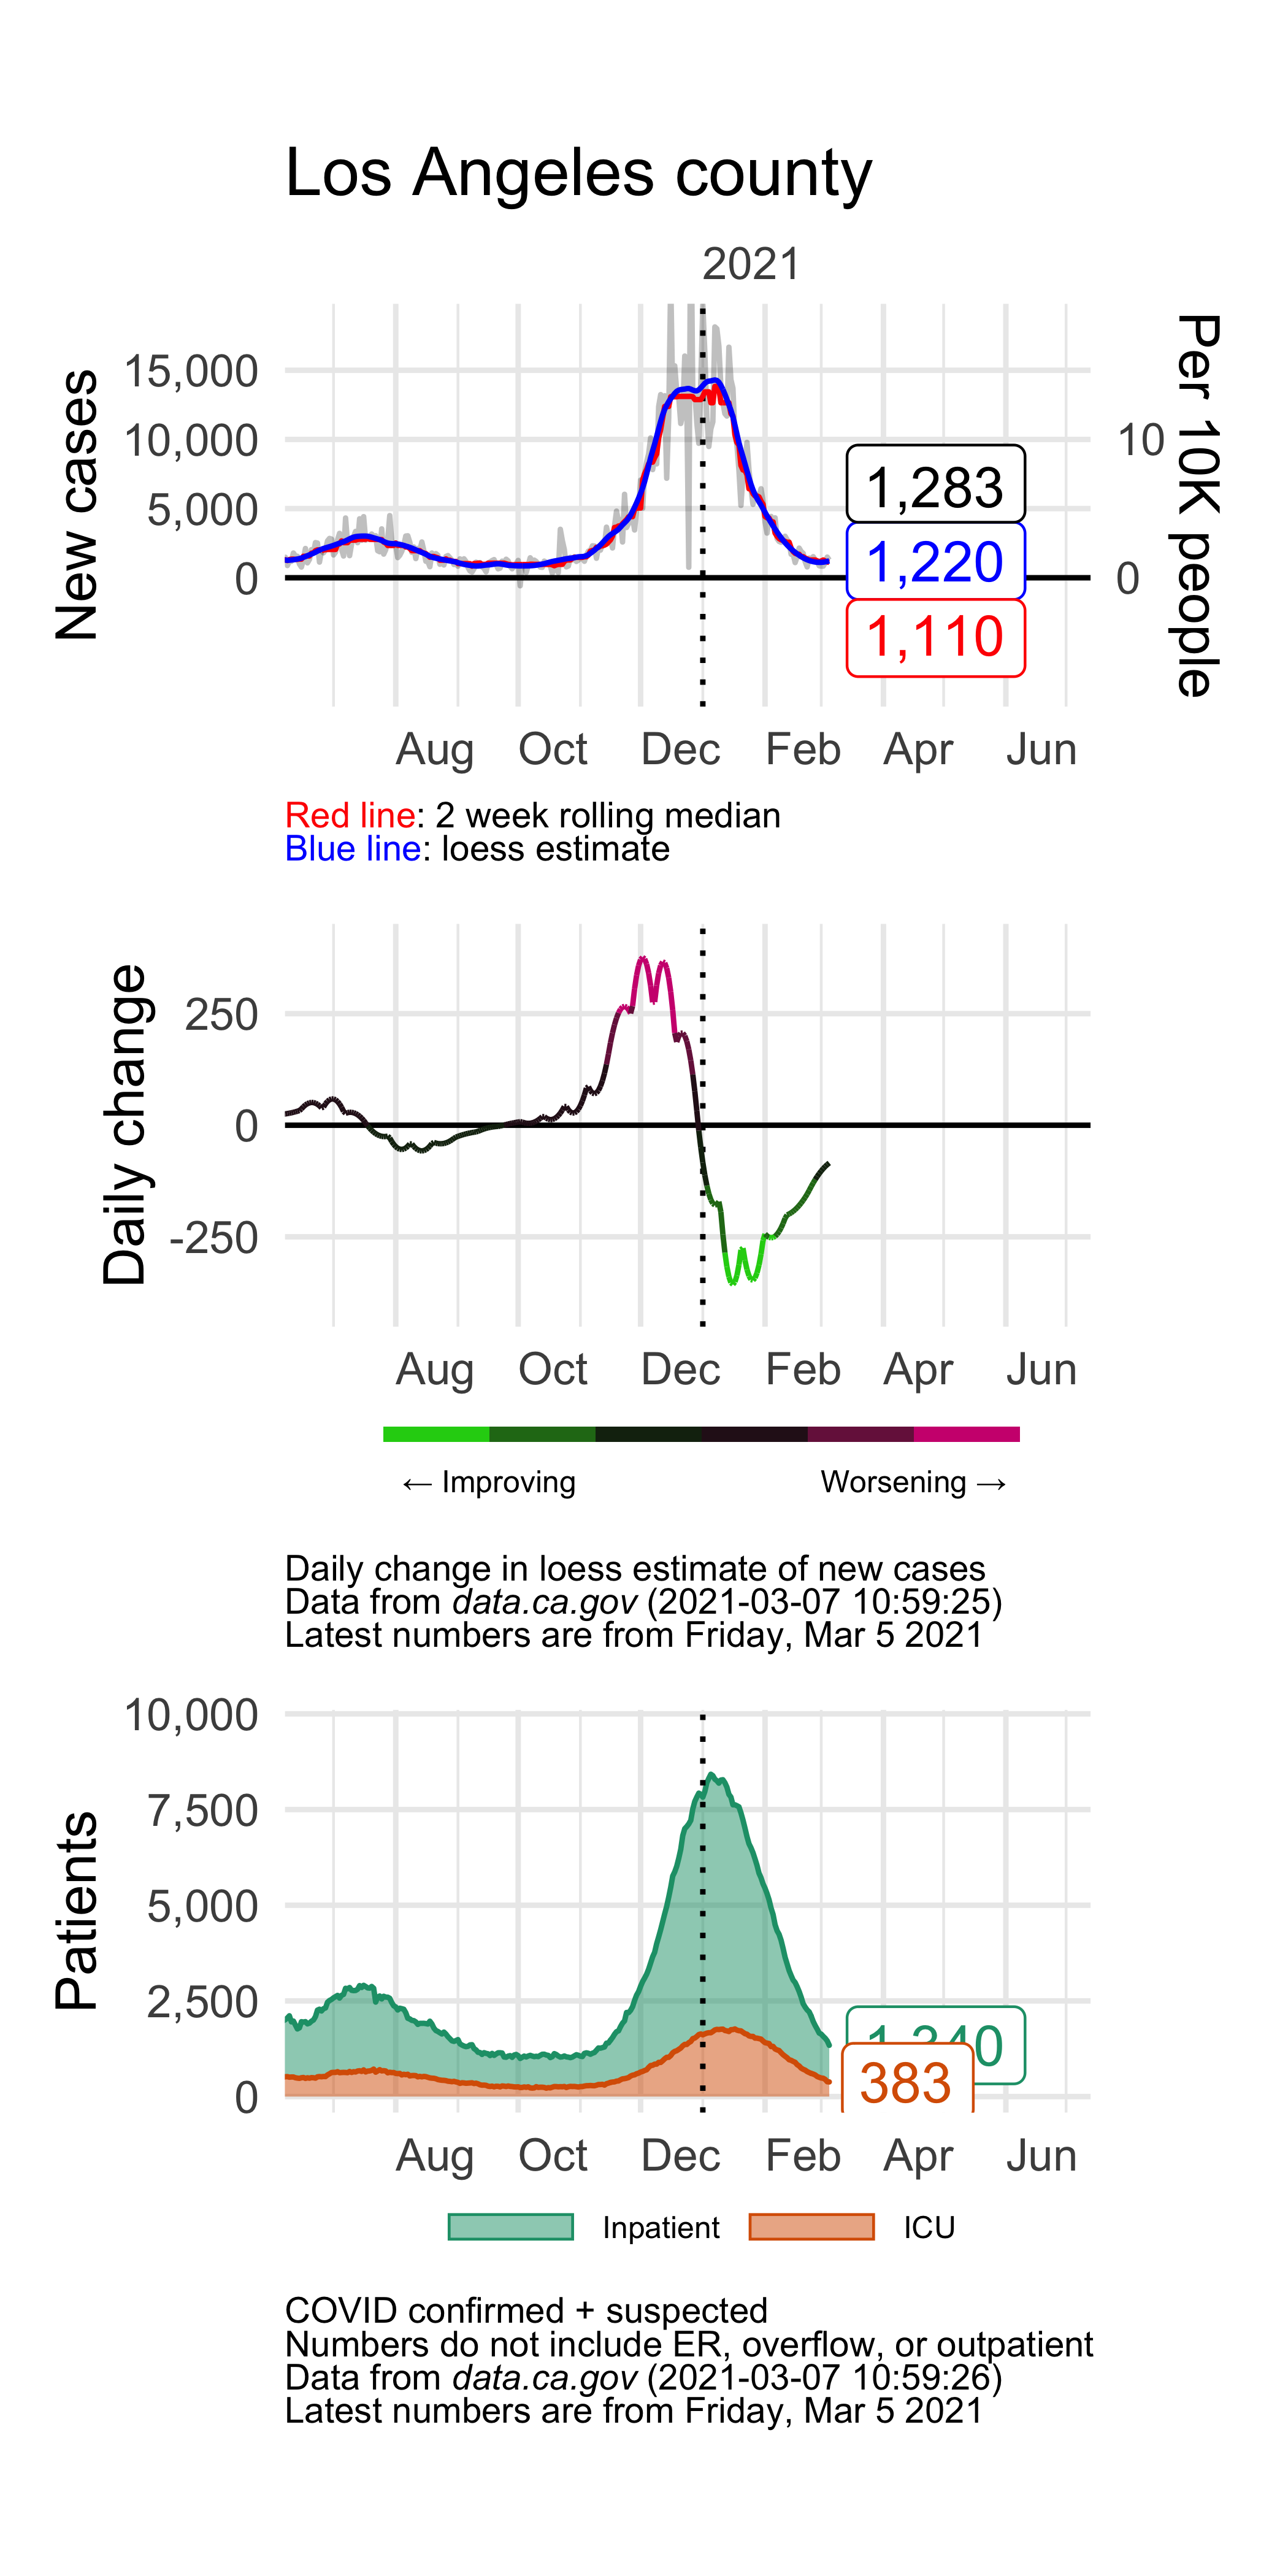 Los Angeles county
2021
New cases
15,000
10,000
5,000
0
10
0
Per 10K people
1,283
1,220
1,110
Aug Oct Dec Feb Apr Jun
Red line: 2 week rolling median
Blue line: loess estimate
Daily change
250
0
-250
Aug Oct Dec Feb Apr Jun
← Improving Worsening →
Daily change in loess estimate of new cases
Data from data.ca.gov (2021-03-07 10:59:25)
Latest numbers are from Friday, Mar 5 2021
Patients
10,000
7,500
5,000
2,500
0
383
Aug Oct Dec Feb Apr Jun
Inpatient ICU
COVID confirmed + suspected
Numbers do not include ER, overflow, or outpatient
Data from data.ca.gov (2021-03-07 10:59:26)
Latest numbers are from Friday, Mar 5 2021